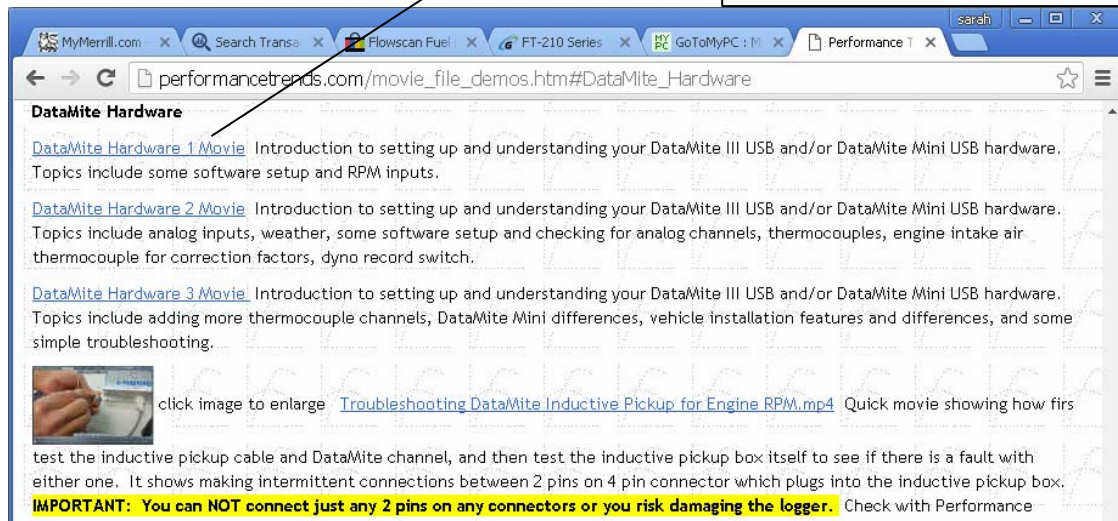 sarah
MyMerrill.com - Search Transa Flowscan Fuel FT-210 Series GoToMyPC : M Performance T
performancetrends.com/movie_file_demos.htm#DataMite_Hardware
DataMite Hardware
DataMite Hardware 1 Movie Introduction to setting up and understanding your DataMite III USB and/or DataMite Mini USB hardware.
Topics include some software setup and RPM inputs.
DataMite Hardware 2 Movie Introduction to setting up and understanding your DataMite III USB and/or DataMite Mini USB hardware.
Topics include analog inputs, weather, some software setup and checking for analog channels, thermocouples, engine intake air
thermocouple for correction factors, dyno record switch.
DataMite Hardware 3 Movie Introduction to setting up and understanding your DataMite III USB and/or DataMite Mini USB hardware.
Topics include adding more thermocouple channels, DataMite Mini differences, vehicle installation features and differences, and some
simple troubleshooting.
click image to enlarge Troubleshooting DataMite Inductive Pickup for Engine RPM.mp4 Quick movie showing how firs
test the inductive pickup cable and DataMite channel, and then test the inductive pickup box itself to see if there is a fault with
either one. It shows making intermittent connections between 2 pins on 4 pin connector which plugs into the inductive pickup box.
IMPORTANT: You can NOT connect just any 2 pins on any connectors or you risk damaging the logger. Check with Performance